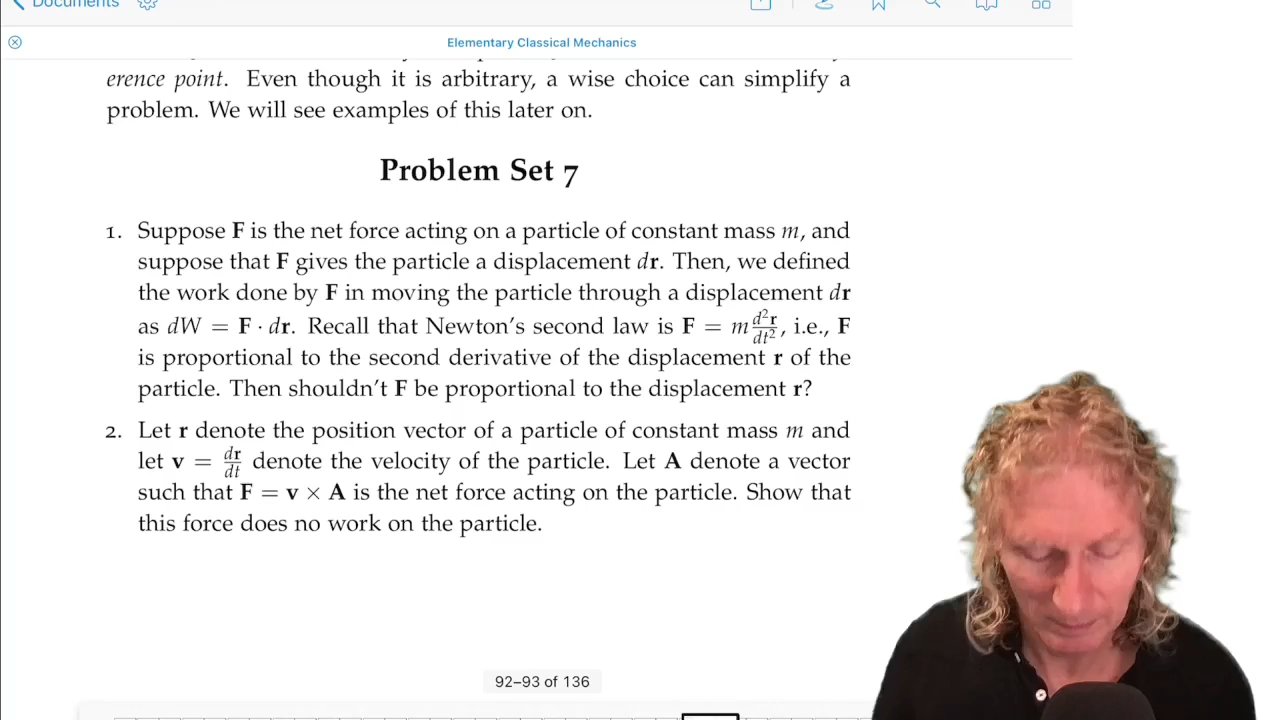 Documents
Elementary Classical Mechanics
erence point. Even though it is arbitrary, a wise choice can simplify a
problem. We will see examples of this later on.
Problem Set 7
1. Suppose F is the net force acting on a particle of constant mass m, and
suppose that F gives the particle a displacement dr. Then, we defined
the work done by F in moving the particle through a displacement dr
as dW = F · dr. Recall that Newton's second law is F = m d²r/dt², i.e., F
is proportional to the second derivative of the displacement r of the
particle. Then shouldn't F be proportional to the displacement r?
2. Let r denote the position vector of a particle of constant mass m and
let v = dr/dt denote the velocity of the particle. Let A denote a vector
such that F = v × A is the net force acting on the particle. Show that
this force does no work on the particle.
92–93 of 136